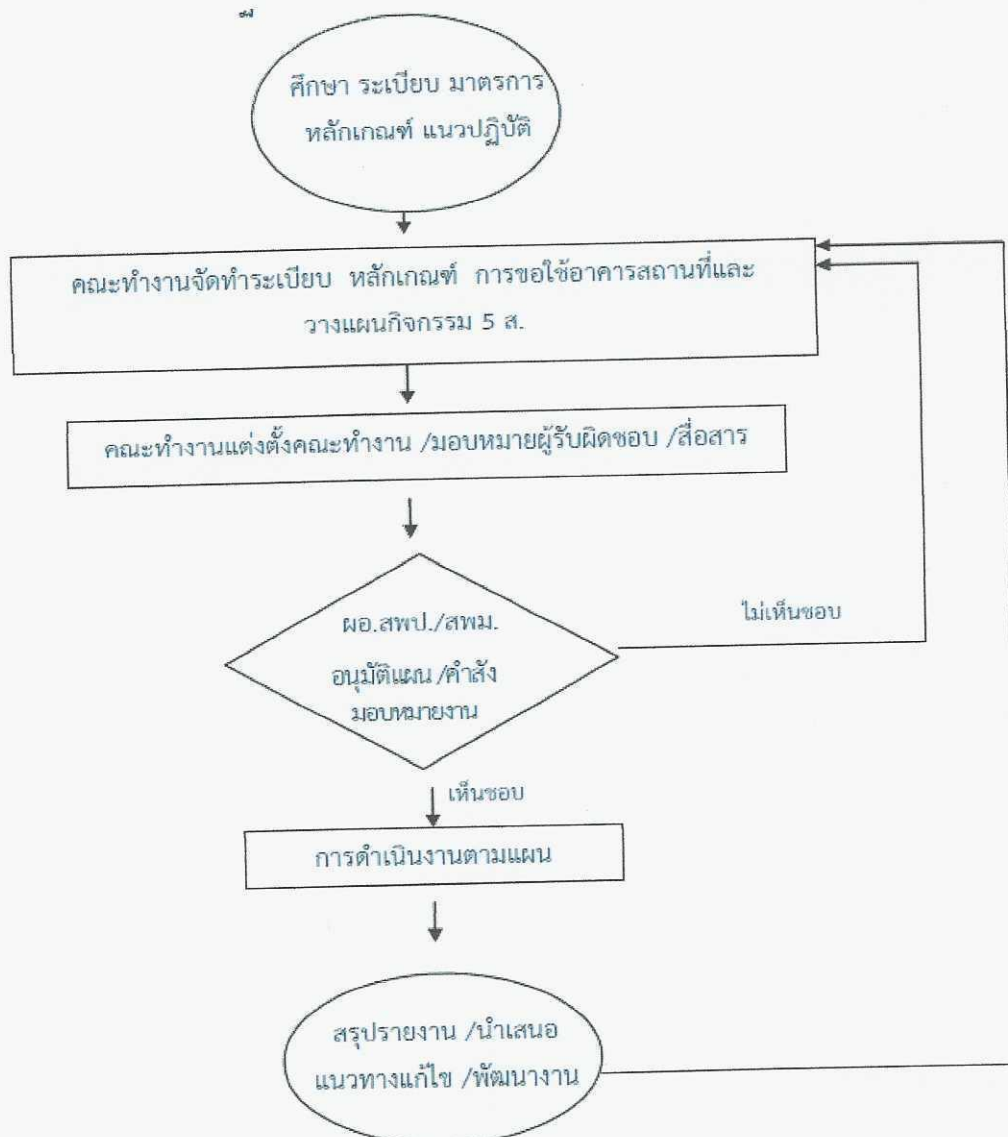 ศึกษา ระเบียบ มาตรการ
หลักเกณฑ์ แนวปฏิบัติ
คณะทำงานจัดทำระเบียบ หลักเกณฑ์ การขอใช้อาคารสถานที่และ
วางแผนกิจกรรม 5 ส.
คณะทำงานแต่งตั้งคณะทำงาน /มอบหมายผู้รับผิดชอบ /สื่อสาร
ผอ.สพป./สพม.
อนุมัติแผน /คำสั่ง
มอบหมายงาน
ไม่เห็นชอบ
เห็นชอบ
การดำเนินงานตามแผน
สรุปรายงาน /นำเสนอ
แนวทางแก้ไข /พัฒนางาน